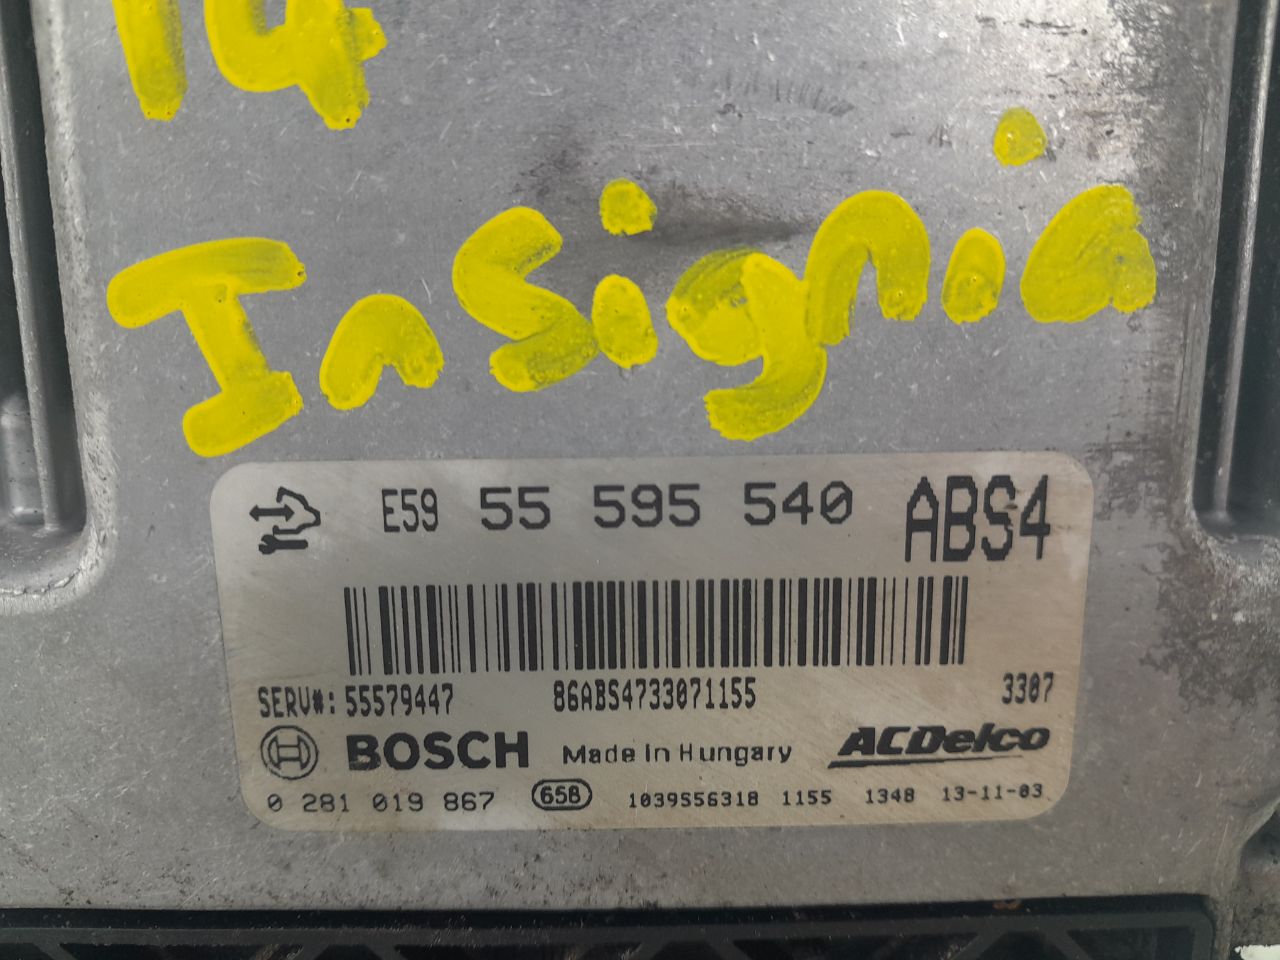 14
Insignia
E59 55 595 540 ABS4
SERV#: 55579447 86ABS4733071155 3307
BOSCH Made in Hungary ACDelco
0 281 019 867 658 1039S56318 1155 1348 13-11-03